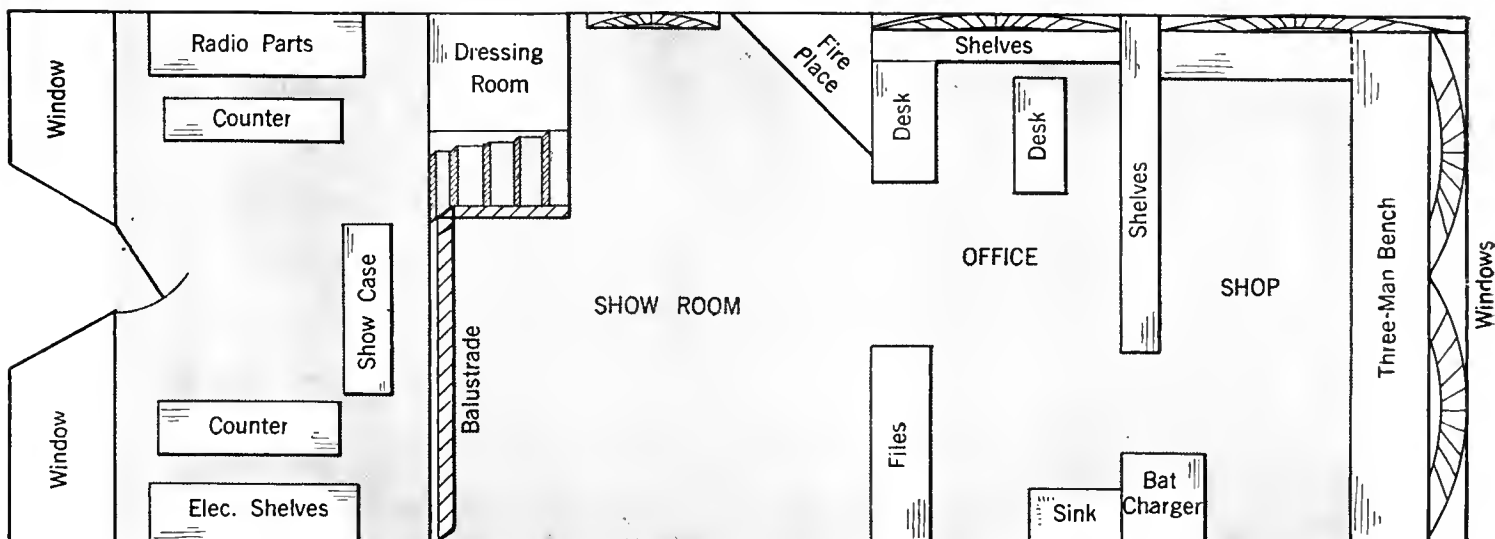 Window
Radio Parts
Counter
Dressing
Room
Fire
Place
Shelves
Desk
Desk
Shelves
OFFICE
SHOW ROOM
SHOP
Three-Man Bench
Windows
Show Case
Balustrade
Window
Counter
Elec. Shelves
Files
Sink
Bat
Charger